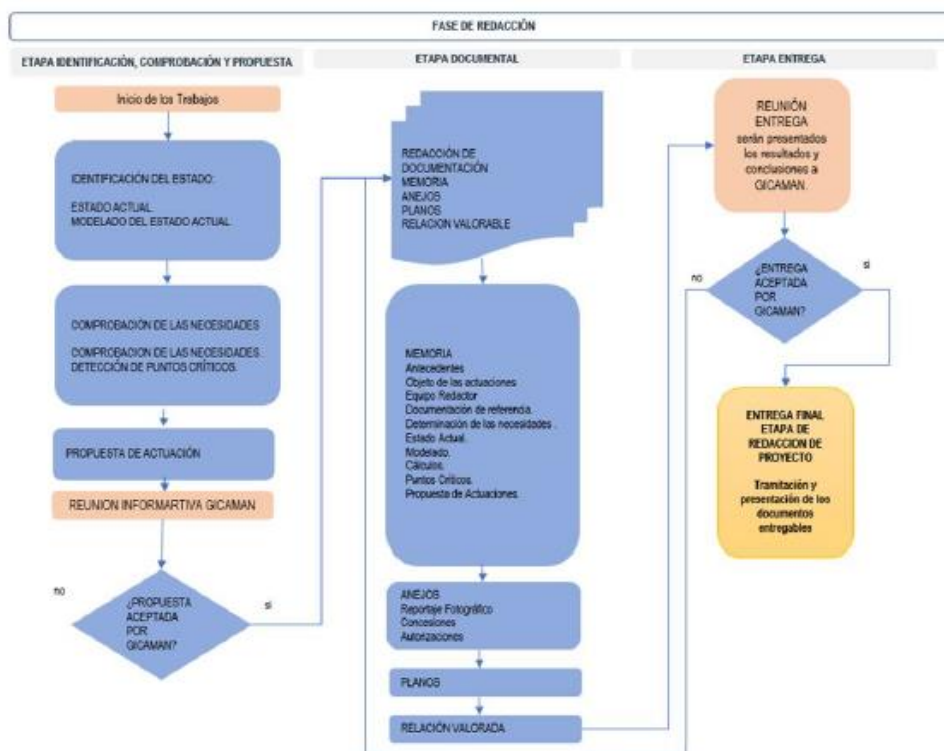 FASE DE REDACCIÓN
ETAPA IDENTIFICACIÓN, COMPROBACIÓN Y PROPUESTA
Inicio de los Trabajos
IDENTIFICACIÓN DEL ESTADO:
ESTADO ACTUAL.
MODELADO DEL ESTADO ACTUAL.
COMPROBACIÓN DE LAS NECESIDADES
COMPROBACION DE LAS NECESIDADES.
DETECCIÓN DE PUNTOS CRÍTICOS.
PROPUESTA DE ACTUACIÓN
REUNION INFORMARTIVA GICAMAN
no
¿PROPUESTA
ACEPTADA
POR
GICAMAN?
si
ETAPA DOCUMENTAL
REDACCIÓN DE
DOCUMENTACIÓN
MEMORIA
ANEJOS
PLANOS
RELACION VALORABLE
MEMORIA
Antecedentes
Objeto de las actuaciones
Equipo Redactor
Documentación de referencia.
Determinación de las necesidades .
Estado Actual.
Modelado.
Cálculos.
Puntos Críticos.
Propuesta de Actuaciones.
ANEJOS
Reportaje Fotográfico
Concesiones
Autorizaciones
PLANOS
RELACIÓN VALORADA
ETAPA ENTREGA
REUNIÓN
ENTREGA
serán presentados
los resultados y
conclusiones a
GICAMAN.
no
¿ENTREGA
ACEPTADA
POR
GICAMAN?
si
ENTREGA FINAL
ETAPA DE
REDACCION DE
PROYECTO
Tramitación y
presentación de los
documentos
entregables